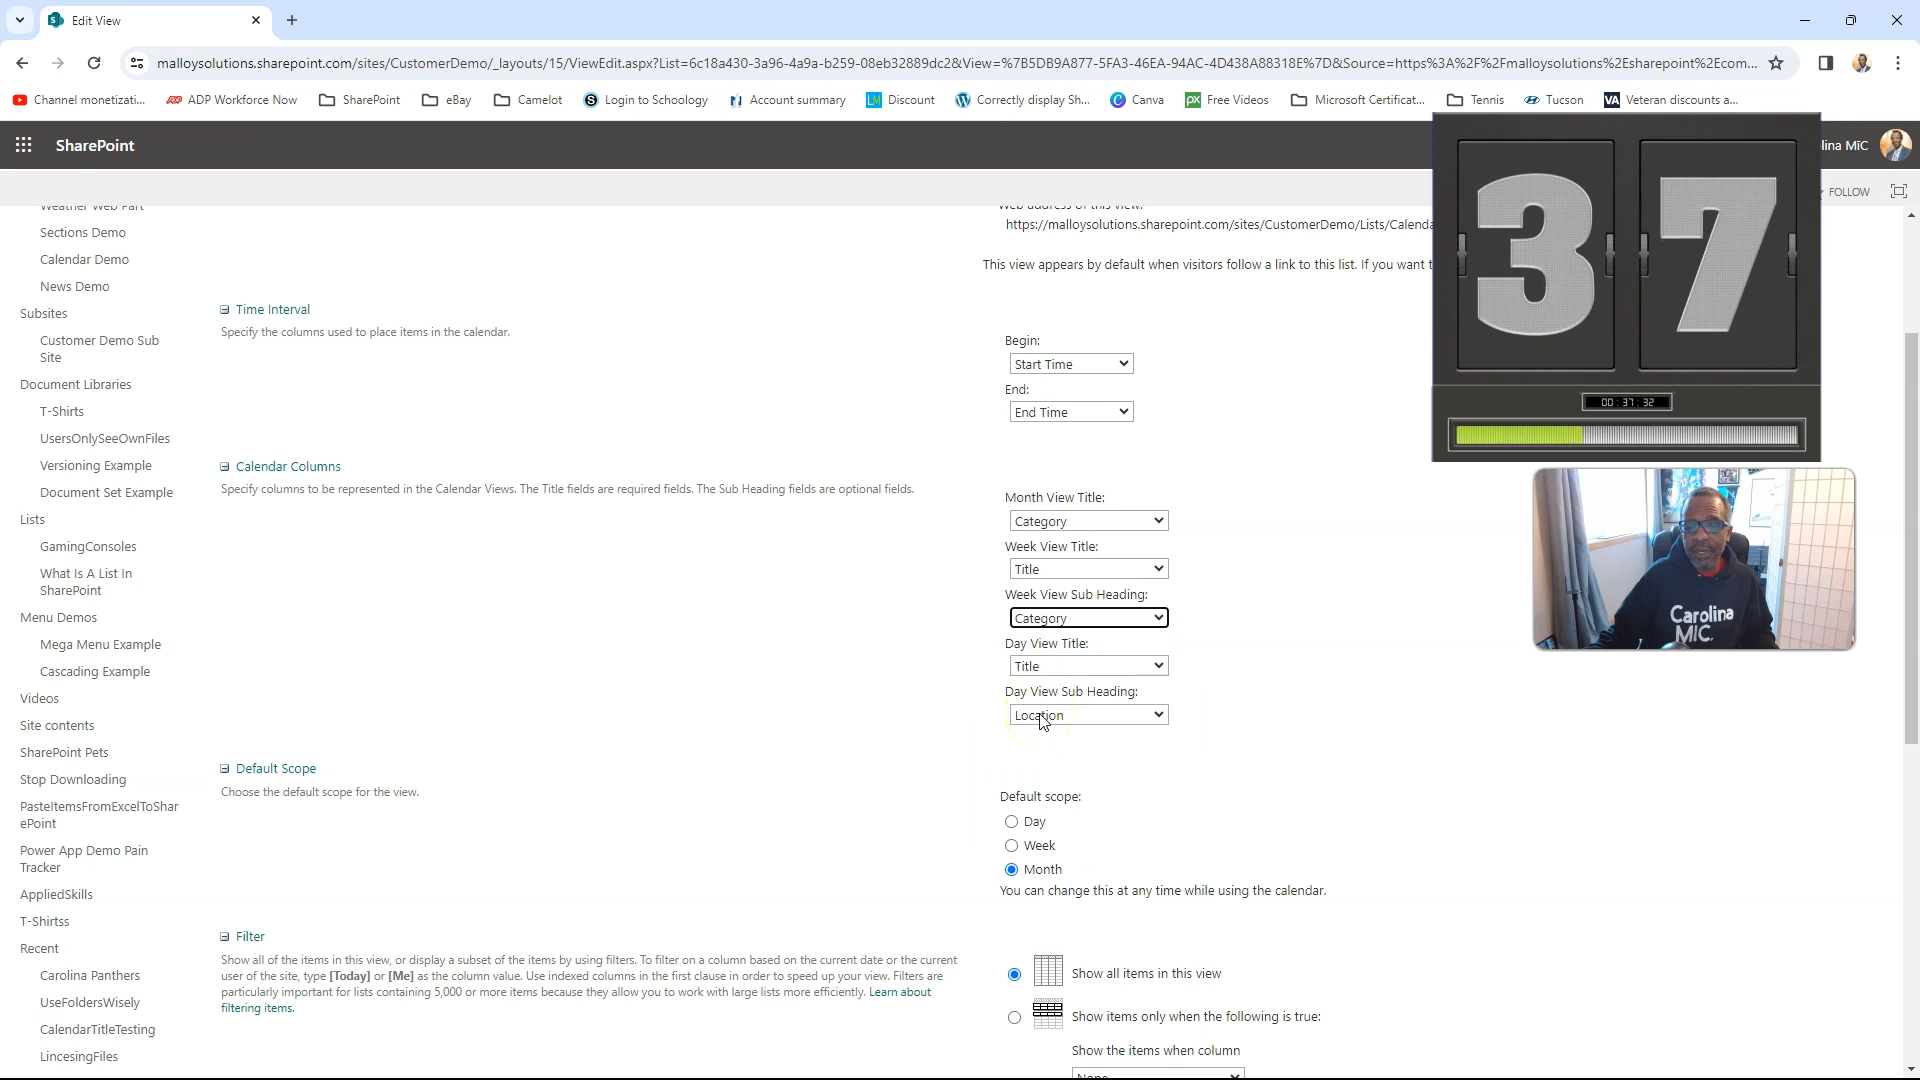 Edit View
malloysolutions.sharepoint.com/sites/CustomerDemo/_layouts/15/ViewEdit.aspx?List=6c18a430-3a96-4a9a-b259-08eb32889dc2&View=%7B5DB9A877-5FA3-46EA-94AC-4D438A88318E%7D&Source=https%3A%2F%2Fmalloysolutions%2Esharepoint%2Ecom...
Channel monetizati...
ADP Workforce Now
SharePoint
eBay
Camelot
Login to Schoology
Account summary
LM Discount
Correctly display Sh...
Canva
Free Videos
Microsoft Certificat...
Tennis
Tucson
VA Veteran discounts a...
SharePoint
lina MiC
FOLLOW
37
00:37:32
Weather Web Part
Sections Demo
Calendar Demo
News Demo
Subsites
Customer Demo Sub
Site
Document Libraries
T-Shirts
UsersOnlySeeOwnFiles
Versioning Example
Document Set Example
Lists
GamingConsoles
What Is A List In
SharePoint
Menu Demos
Mega Menu Example
Cascading Example
Videos
Site contents
SharePoint Pets
Stop Downloading
PasteItemsFromExcelToShar
ePoint
Power App Demo Pain
Tracker
AppliedSkills
T-Shirtss
Recent
Carolina Panthers
UseFoldersWisely
CalendarTitleTesting
LincesingFiles
Web address of this view:
https://malloysolutions.sharepoint.com/sites/CustomerDemo/Lists/Calenda
This view appears by default when visitors follow a link to this list. If you want t
Time Interval
Specify the columns used to place items in the calendar.
Begin:
Start Time
End:
End Time
Calendar Columns
Specify columns to be represented in the Calendar Views. The Title fields are required fields. The Sub Heading fields are optional fields.
Month View Title:
Category
Week View Title:
Title
Week View Sub Heading:
Category
Day View Title:
Title
Day View Sub Heading:
Location
Carolina
MIC.
Default Scope
Choose the default scope for the view.
Default scope:
Day
Week
Month
You can change this at any time while using the calendar.
Filter
Show all of the items in this view, or display a subset of the items by using filters. To filter on a column based on the current date or the current
user of the site, type [Today] or [Me] as the column value. Use indexed columns in the first clause in order to speed up your view. Filters are
particularly important for lists containing 5,000 or more items because they allow you to work with large lists more efficiently. Learn about
filtering items.
Show all items in this view
Show items only when the following is true:
Show the items when column
None